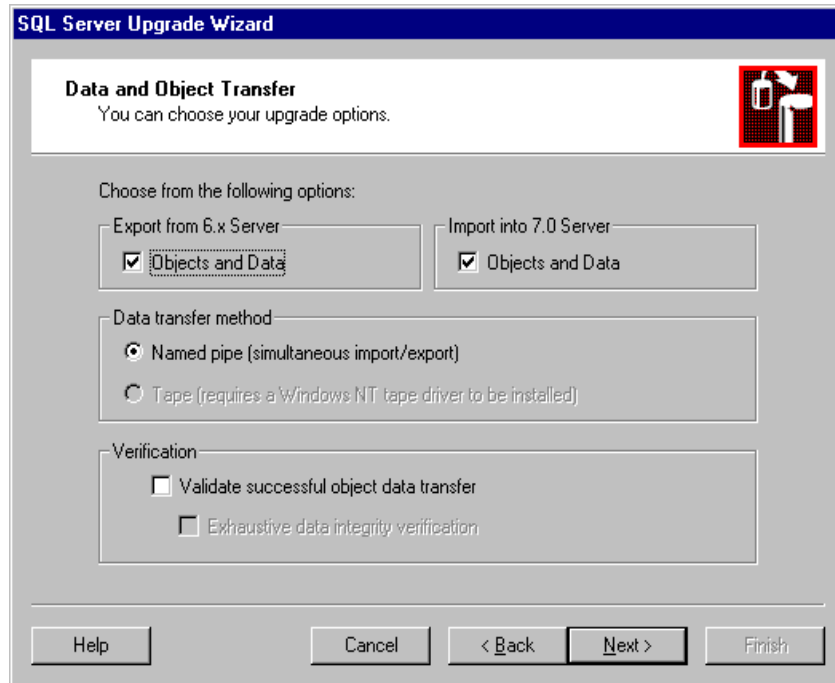 SQL Server Upgrade Wizard
Data and Object Transfer
You can choose your upgrade options.
Choose from the following options:
Export from 6.x Server
Objects and Data
Import into 7.0 Server
Objects and Data
Data transfer method
Named pipe (simultaneous import/export)
Tape (requires a Windows NT tape driver to be installed)
Verification
Validate successful object data transfer
Exhaustive data integrity verification
Help
Cancel
< Back
Next >
Finish